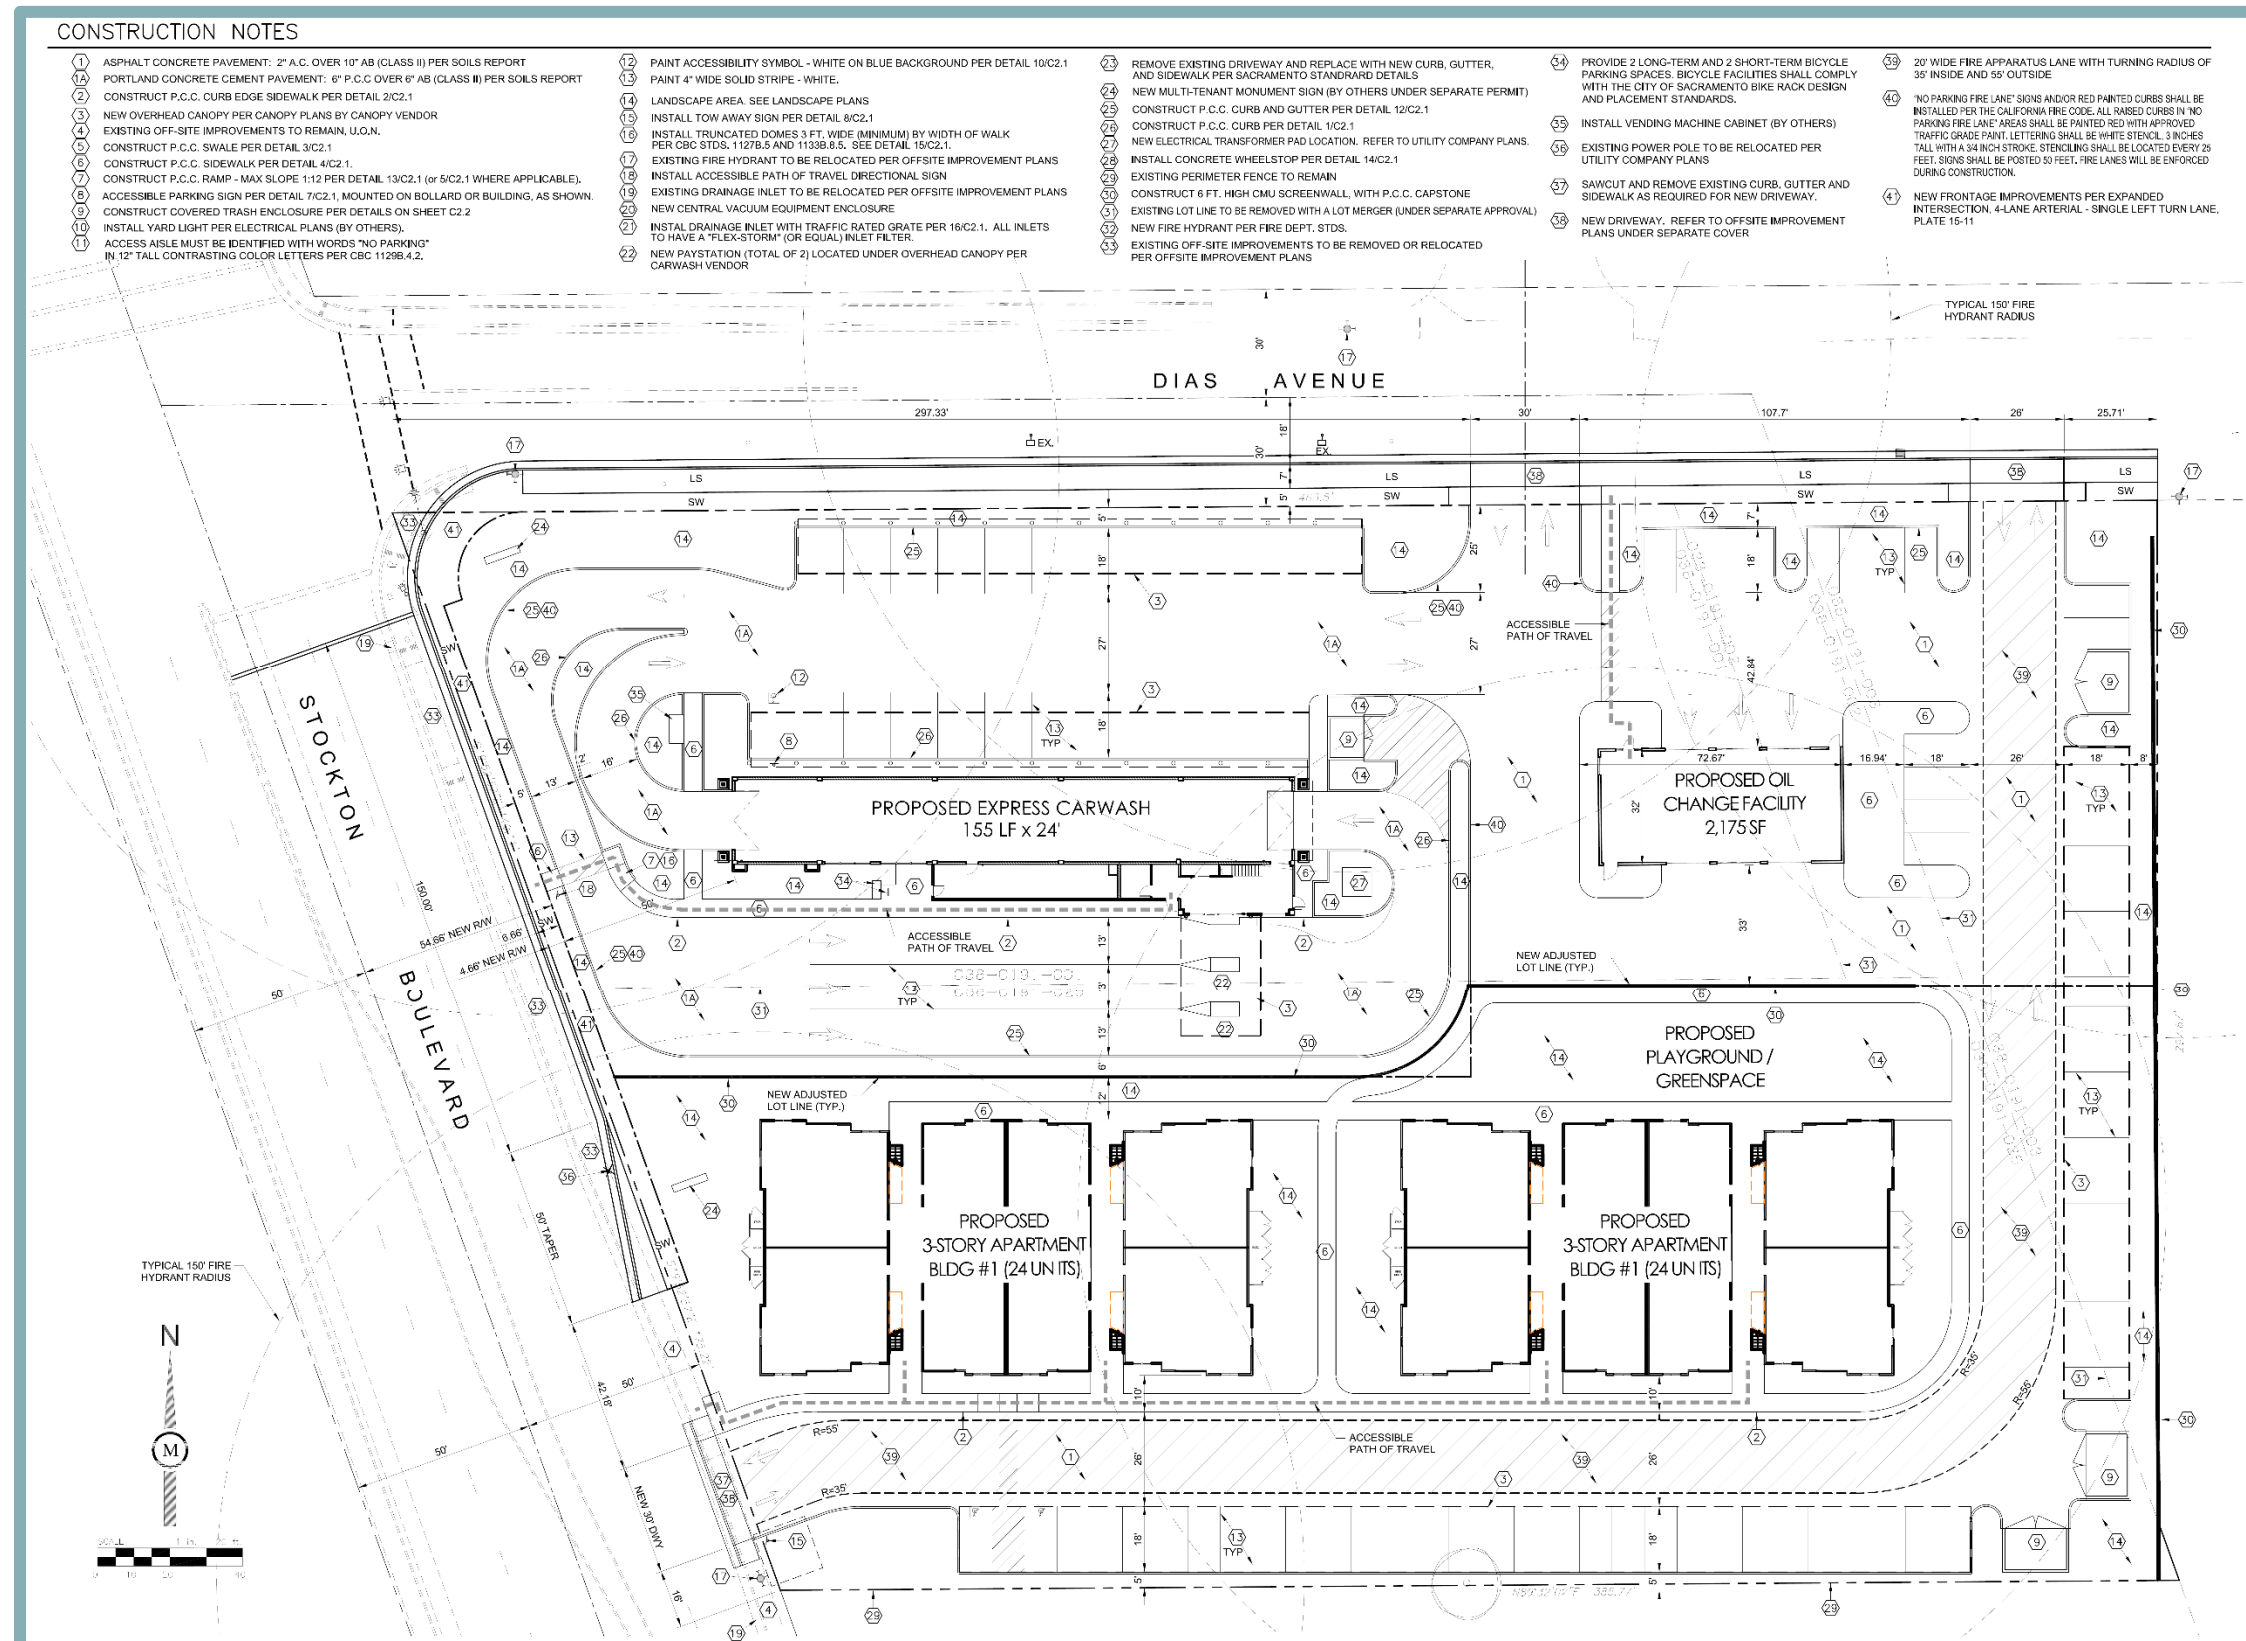 CONSTRUCTION NOTES
1 ASPHALT CONCRETE PAVEMENT: 2" A.C. OVER 10" AB (CLASS II) PER SOILS REPORT
1A PORTLAND CONCRETE CEMENT PAVEMENT: 6" P.C.C OVER 6" AB (CLASS II) PER SOILS REPORT
2 CONSTRUCT P.C.C. CURB EDGE SIDEWALK PER DETAIL 2/C2.1
3 NEW OVERHEAD CANOPY PER CANOPY PLANS BY CANOPY VENDOR
4 EXISTING OFF-SITE IMPROVEMENTS TO REMAIN, U.O.N.
5 CONSTRUCT P.C.C. SWALE PER DETAIL 3/C2.1
6 CONSTRUCT P.C.C. SIDEWALK PER DETAIL 4/C2.1.
7 CONSTRUCT P.C.C. RAMP - MAX SLOPE 1:12 PER DETAIL 13/C2.1 (or 5/C2.1 WHERE APPLICABLE).
8 ACCESSIBLE PARKING SIGN PER DETAIL 7/C2.1, MOUNTED ON BOLLARD OR BUILDING, AS SHOWN.
9 CONSTRUCT COVERED TRASH ENCLOSURE PER DETAILS ON SHEET C2.2
10 INSTALL YARD LIGHT PER ELECTRICAL PLANS (BY OTHERS).
11 ACCESS AISLE MUST BE IDENTIFIED WITH WORDS "NO PARKING"
IN 12" TALL CONTRASTING COLOR LETTERS PER CBC 1129B.4.2.
12 PAINT ACCESSIBILITY SYMBOL - WHITE ON BLUE BACKGROUND PER DETAIL 10/C2.1
13 PAINT 4" WIDE SOLID STRIPE - WHITE.
14 LANDSCAPE AREA. SEE LANDSCAPE PLANS
15 INSTALL TOW AWAY SIGN PER DETAIL 8/C2.1
16 INSTALL TRUNCATED DOMES 3 FT. WIDE (MINIMUM) BY WIDTH OF WALK
PER CBC STDS. 1127B.5 AND 1133B.8.5. SEE DETAIL 15/C2.1.
17 EXISTING FIRE HYDRANT TO BE RELOCATED PER OFFSITE IMPROVEMENT PLANS
18 INSTALL ACCESSIBLE PATH OF TRAVEL DIRECTIONAL SIGN
19 EXISTING DRAINAGE INLET TO BE RELOCATED PER OFFSITE IMPROVEMENT PLANS
20 NEW CENTRAL VACUUM EQUIPMENT ENCLOSURE
21 INSTAL DRAINAGE INLET WITH TRAFFIC RATED GRATE PER 16/C2.1. ALL INLETS
TO HAVE A "FLEX-STORM" (OR EQUAL) INLET FILTER.
22 NEW PAYSTATION (TOTAL OF 2) LOCATED UNDER OVERHEAD CANOPY PER
CARWASH VENDOR
23 REMOVE EXISTING DRIVEWAY AND REPLACE WITH NEW CURB, GUTTER,
AND SIDEWALK PER SACRAMENTO STANDRARD DETAILS
24 NEW MULTI-TENANT MONUMENT SIGN (BY OTHERS UNDER SEPARATE PERMIT)
25 CONSTRUCT P.C.C. CURB AND GUTTER PER DETAIL 12/C2.1
26 CONSTRUCT P.C.C. CURB PER DETAIL 1/C2.1
27 NEW ELECTRICAL TRANSFORMER PAD LOCATION. REFER TO UTILITY COMPANY PLANS.
28 INSTALL CONCRETE WHEELSTOP PER DETAIL 14/C2.1
29 EXISTING PERIMETER FENCE TO REMAIN
30 CONSTRUCT 6 FT. HIGH CMU SCREENWALL, WITH P.C.C. CAPSTONE
31 EXISTING LOT LINE TO BE REMOVED WITH A LOT MERGER (UNDER SEPARATE APPROVAL)
32 NEW FIRE HYDRANT PER FIRE DEPT. STDS.
33 EXISTING OFF-SITE IMPROVEMENTS TO BE REMOVED OR RELOCATED
PER OFFSITE IMPROVEMENT PLANS
34 PROVIDE 2 LONG-TERM AND 2 SHORT-TERM BICYCLE
PARKING SPACES. BICYCLE FACILITIES SHALL COMPLY
WITH THE CITY OF SACRAMENTO BIKE RACK DESIGN
AND PLACEMENT STANDARDS.
35 INSTALL VENDING MACHINE CABINET (BY OTHERS)
36 EXISTING POWER POLE TO BE RELOCATED PER
UTILITY COMPANY PLANS
37 SAWCUT AND REMOVE EXISTING CURB, GUTTER AND
SIDEWALK AS REQUIRED FOR NEW DRIVEWAY.
38 NEW DRIVEWAY. REFER TO OFFSITE IMPROVEMENT
PLANS UNDER SEPARATE COVER
39 20' WIDE FIRE APPARATUS LANE WITH TURNING RADIUS OF
35' INSIDE AND 55' OUTSIDE
40 "NO PARKING FIRE LANE" SIGNS AND/OR RED PAINTED CURBS SHALL BE
INSTALLED PER THE CALIFORNIA FIRE CODE. ALL RAISED CURBS IN "NO
PARKING FIRE LANE" AREAS SHALL BE PAINTED RED WITH APPROVED
TRAFFIC GRADE PAINT. LETTERING SHALL BE WHITE STENCIL, 3 INCHES
TALL WITH A 3/4 INCH STROKE. STENCILING SHALL BE LOCATED EVERY 25
FEET. SIGNS SHALL BE POSTED 50 FEET. FIRE LANES WILL BE ENFORCED
DURING CONSTRUCTION.
41 NEW FRONTAGE IMPROVEMENTS PER EXPANDED
INTERSECTION, 4-LANE ARTERIAL - SINGLE LEFT TURN LANE,
PLATE 15-11
TYPICAL 150' FIRE
HYDRANT RADIUS
DIAS AVENUE
297.33' 30' 107.7' 26' 25.71'
EX. EX.
LS LS LS LS
SW SW SW SW
ACCESSIBLE
PATH OF TRAVEL
STOCKTON
BOULEVARD
PROPOSED EXPRESS CARWASH
155 LF x 24'
72.67' 16.94' 18' 26' 18' 8'
PROPOSED OIL
CHANGE FACILITY
2,175 SF
42.84'
32'
33'
150.00'
54.66' NEW R/W
6.66'
4.66' NEW R/W
ACCESSIBLE
PATH OF TRAVEL
NEW ADJUSTED
LOT LINE (TYP.)
PROPOSED
PLAYGROUND /
GREENSPACE
NEW ADJUSTED
LOT LINE (TYP.)
PROPOSED
3-STORY APARTMENT
BLDG #1 (24 UNITS)
PROPOSED
3-STORY APARTMENT
BLDG #1 (24 UNITS)
50' TAPER
TYPICAL 150' FIRE
HYDRANT RADIUS
N
M
42.18'
50'
50'
NEW 30' DWY
16'
R=55'
R=35'
R=35'
R=55'
ACCESSIBLE
PATH OF TRAVEL
13
TYP